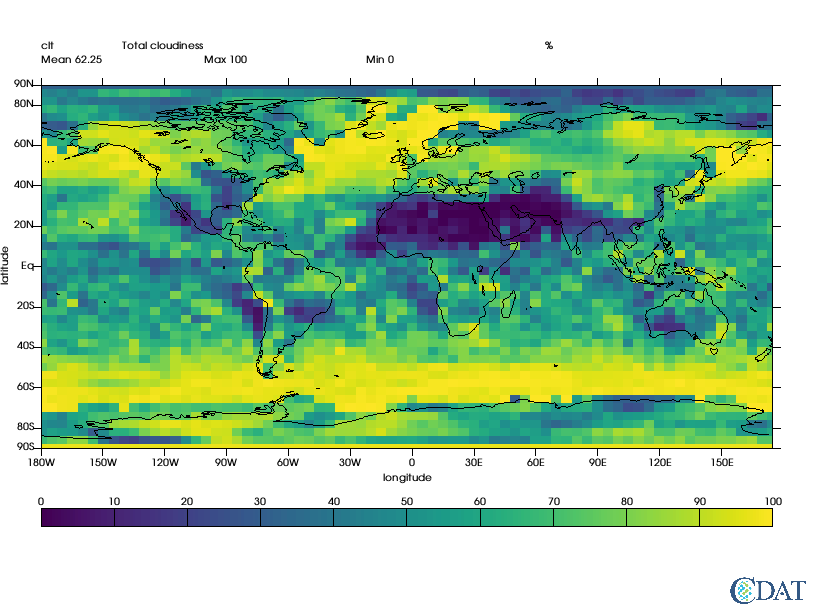 clt Total cloudiness %
Mean 62.25 Max 100 Min 0
90N
80N
60N
40N
20N
Eq
20S
40S
60S
80S
90S
latitude
180W 150W 120W 90W 60W 30W 0 30E 60E 90E 120E 150E
longitude
0 10 20 30 40 50 60 70 80 90 100
CDAT